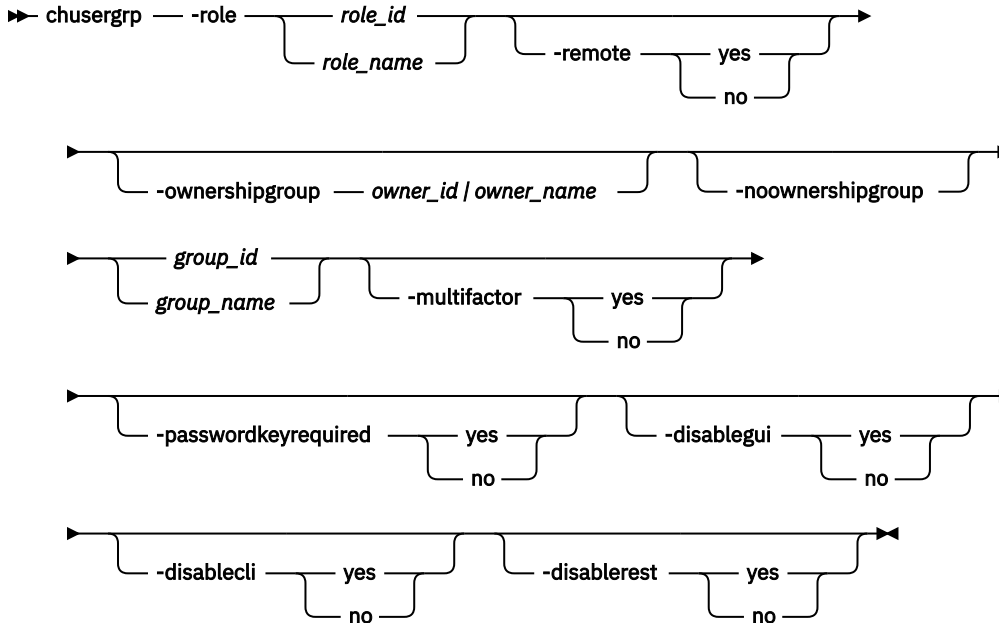 chusergrp -role role_id -remote yes
role_name no
-ownershipgroup owner_id / owner_name -noownershipgroup
group_id -multifactor yes
group_name no
-passwordkeyrequired yes -disablegui yes
no no
-disablecli yes -disablerest yes
no no